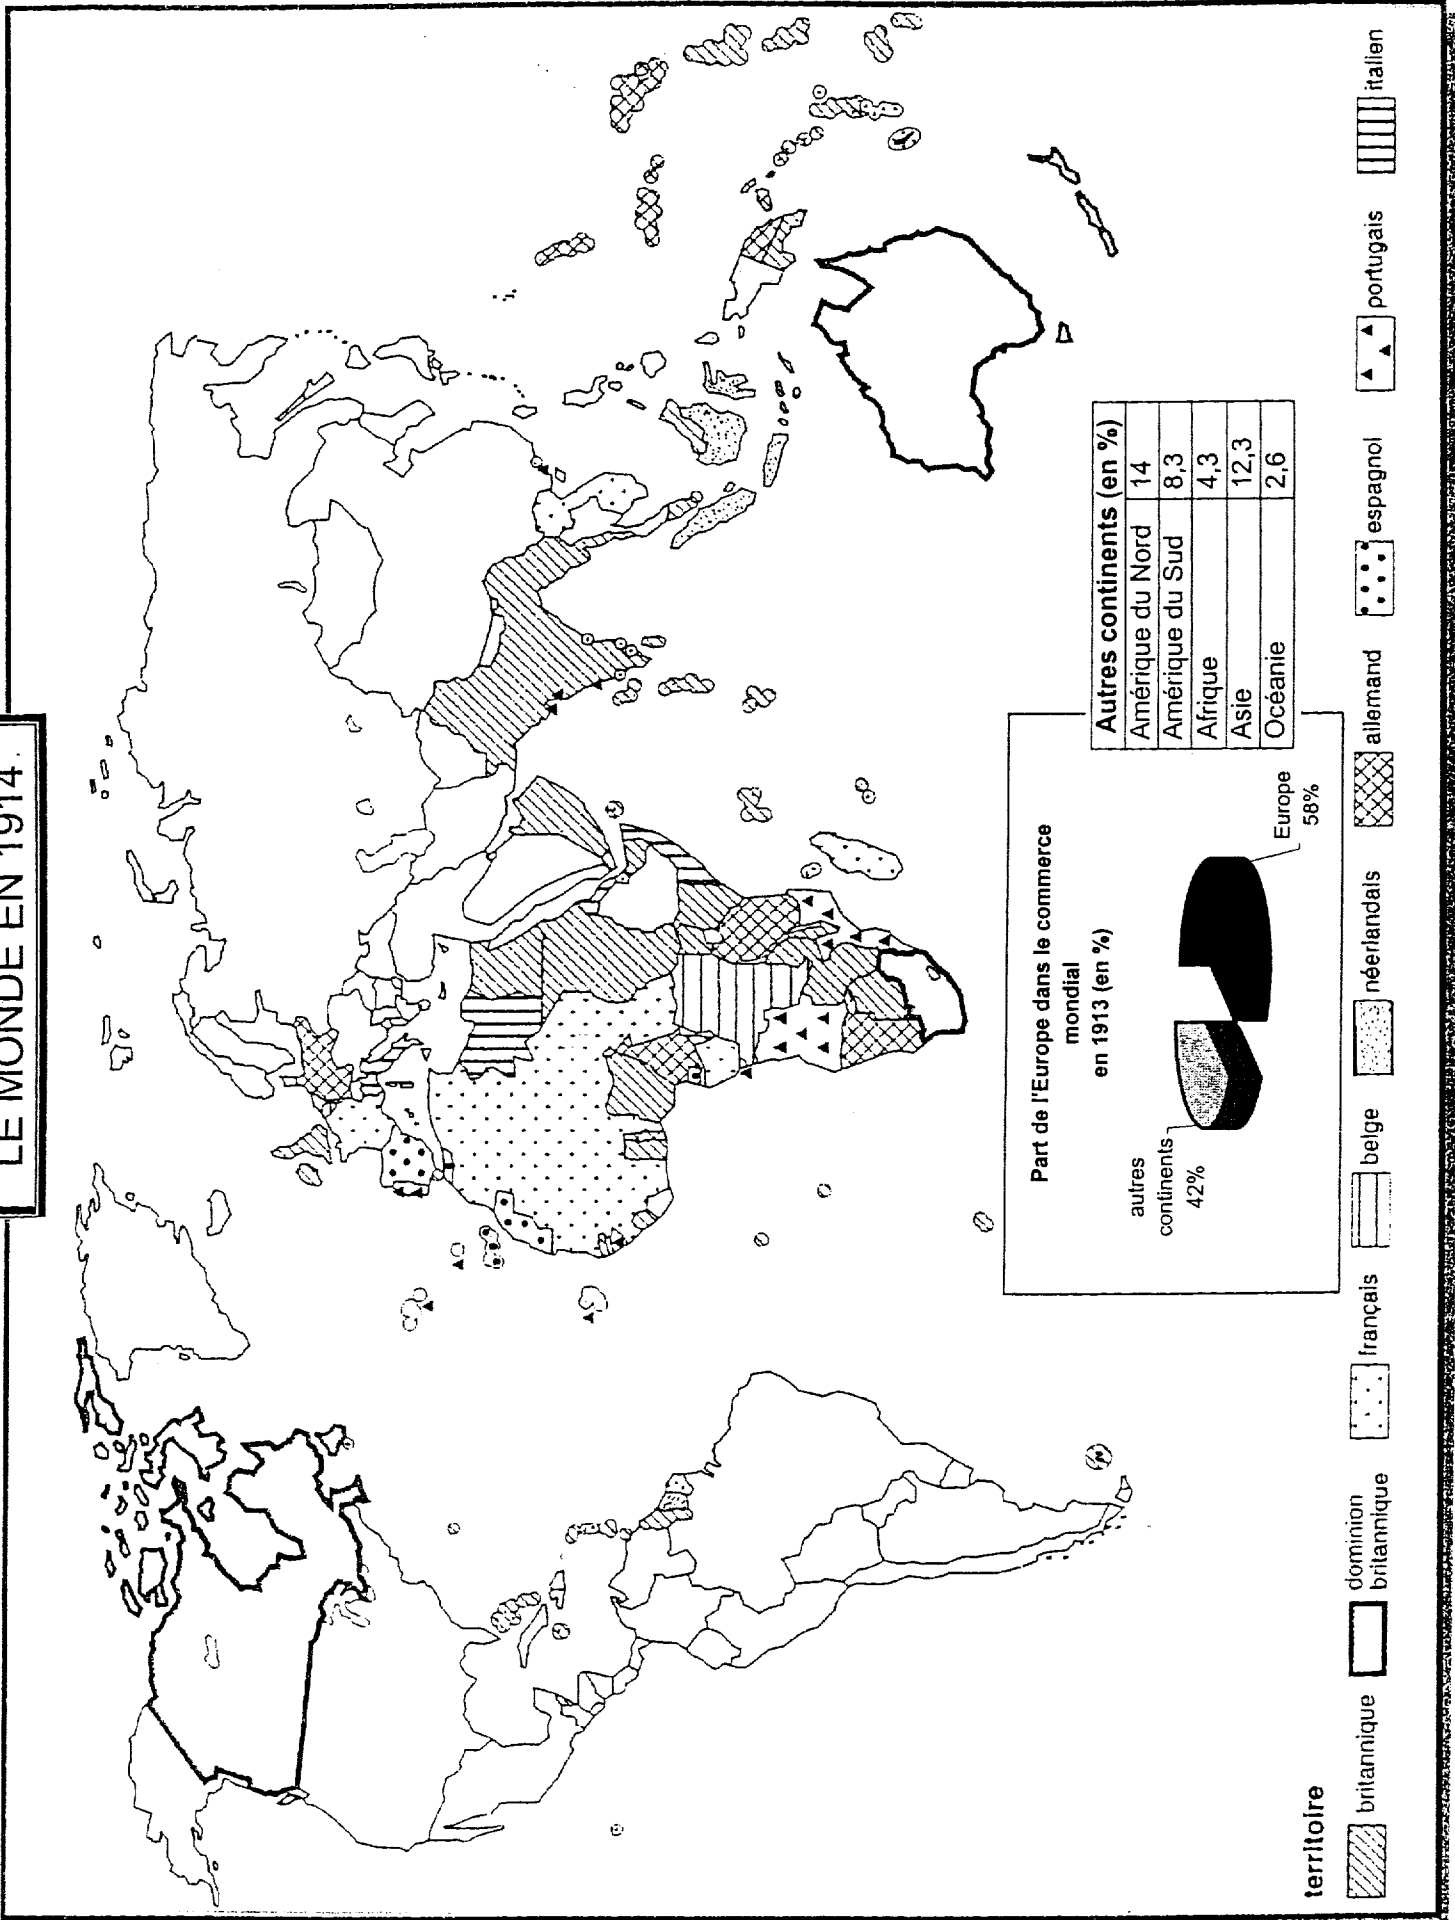 LE MONDE EN 1914
Part de l'Europe dans le commerce
mondial
en 1913 (en %)
autres
continents
42%
Europe
58%
Autres continents (en %)
Amérique du Nord 14
Amérique du Sud 8,3
Afrique 4,3
Asie 12,3
Océanie 2,6
territoire
britannique
dominion
britannique
français
belge
néerlandais
allemand
espagnol
portugais
italien